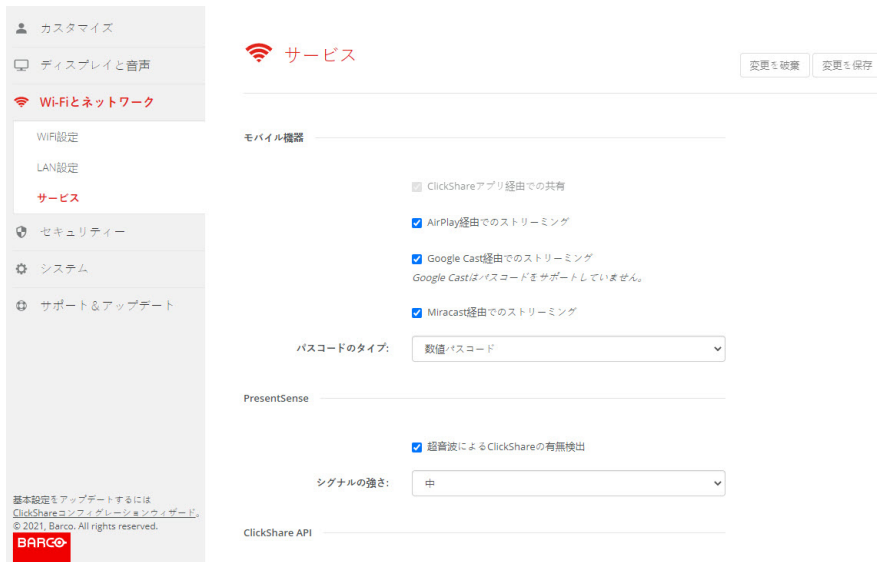 カスタマイズ
ディスプレイと音声
Wi-Fiとネットワーク
WiFi設定
LAN設定
サービス
セキュリティー
システム
サポート＆アップデート
基本設定をアップデートするには
ClickShareコンフィグレーションウィザード。
© 2021, Barco. All rights reserved.
BARCO
サービス
変更を破棄
変更を保存
モバイル機器
ClickShareアプリ経由での共有
AirPlay経由でのストリーミング
Google Cast経由でのストリーミング
Google Castはパスコードをサポートしていません。
Miracast経由でのストリーミング
パスコードのタイプ: 数値パスコード
PresentSense
超音波によるClickShareの有無検出
シグナルの強さ: 中
ClickShare API